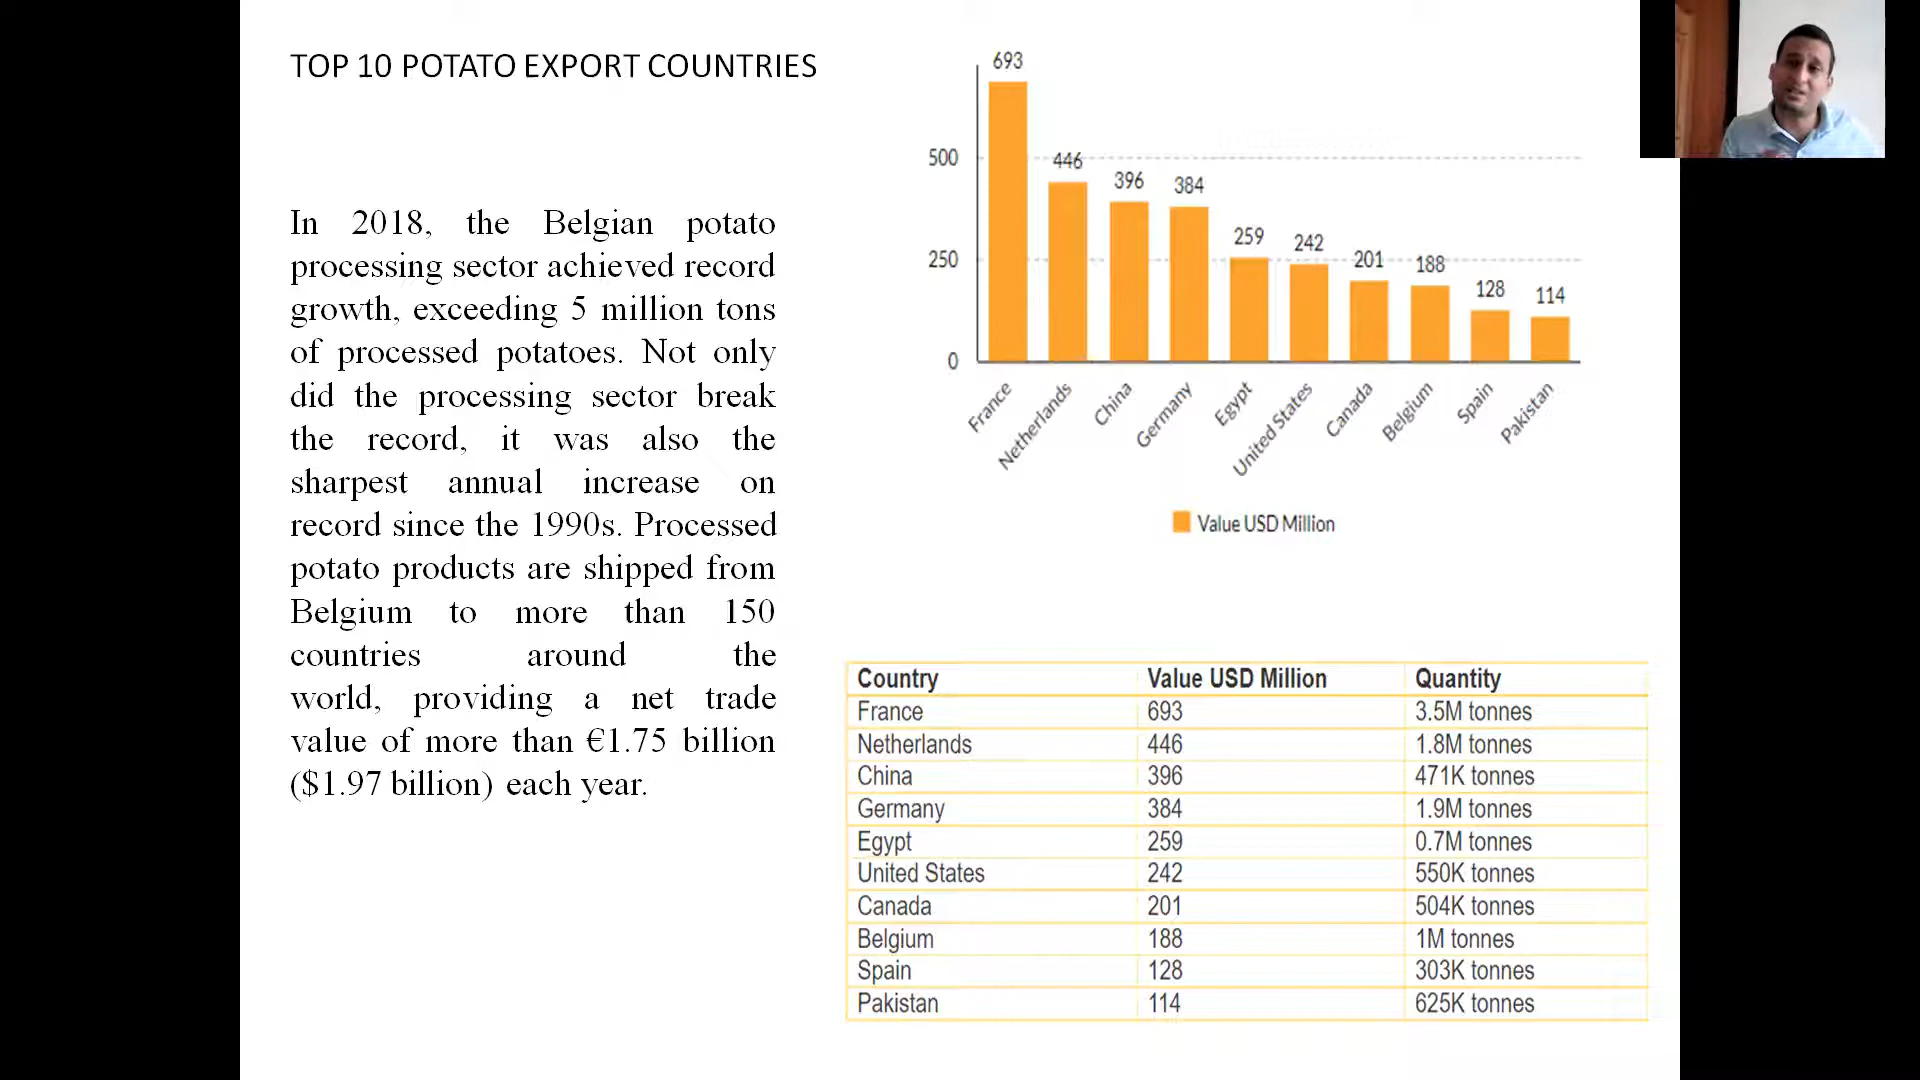 TOP 10 POTATO EXPORT COUNTRIES
In 2018, the Belgian potato
processing sector achieved record
growth, exceeding 5 million tons
of processed potatoes. Not only
did the processing sector break
the record, it was also the
sharpest annual increase on
record since the 1990s. Processed
potato products are shipped from
Belgium to more than 150
countries around the
world, providing a net trade
value of more than €1.75 billion
($1.97 billion) each year.
693
446
396
384
259
242
201
188
128
114
500
250
0
France
Netherlands
China
Germany
Egypt
United States
Canada
Belgium
Spain
Pakistan
Value USD Million
Country Value USD Million Quantity
France 693 3.5M tonnes
Netherlands 446 1.8M tonnes
China 396 471K tonnes
Germany 384 1.9M tonnes
Egypt 259 0.7M tonnes
United States 242 550K tonnes
Canada 201 504K tonnes
Belgium 188 1M tonnes
Spain 128 303K tonnes
Pakistan 114 625K tonnes